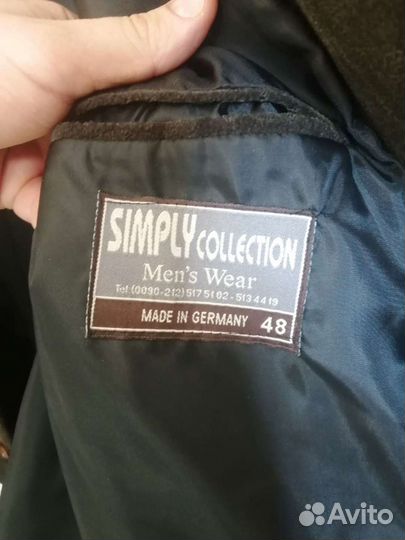 SIMPLY COLLECTION
Men's Wear
Tel: (0090-212) 517 51 02 - 513 44 19
MADE IN GERMANY 48
Avito